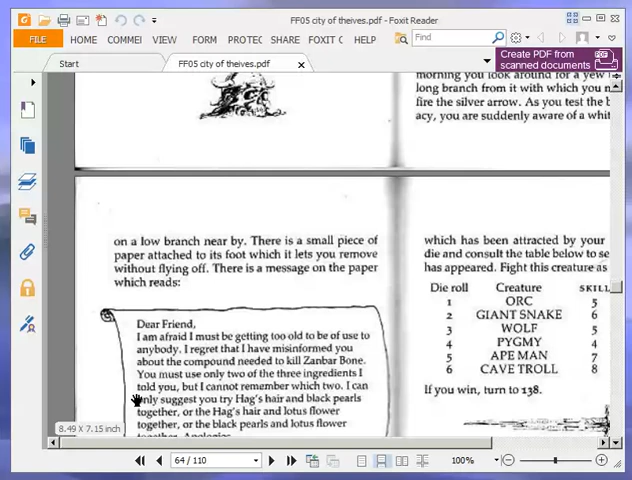 FF05 city of theives.pdf - Foxit Reader
FILE HOME COMMEI VIEW FORM PROTEC SHARE FOXIT C HELP Find
Start FF05 city of theives.pdf
Create PDF from
scanned documents
morning you look around for a yew
long branch from it with which you
fire the silver arrow. As you test the
acy, you are suddenly aware of a
on a low branch near by. There is a small piece of
paper attached to its foot which it lets you remove
without flying off. There is a message on the paper
which reads:
Dear Friend,
I am afraid I must be getting too old to be of use to
anybody. I regret that I have misinformed you
about the compound needed to kill Zanbar Bone.
You must use only two of the three ingredients I
told you, but I cannot remember which two. I can
only suggest you try Hag's hair and black pearls
together, or the Hag's hair and lotus flower
together, or the black pearls and lotus flower
together. Apologies
which has been attracted by your
die and consult the table below to
has appeared. Fight this creature as
Die roll Creature SKILL
1 ORC 5
2 GIANT SNAKE 6
3 WOLF 5
4 PYGMY 4
5 APE MAN 7
6 CAVE TROLL 8
If you win, turn to 138.
8.49 X 7.15 inch
64 / 110
100%